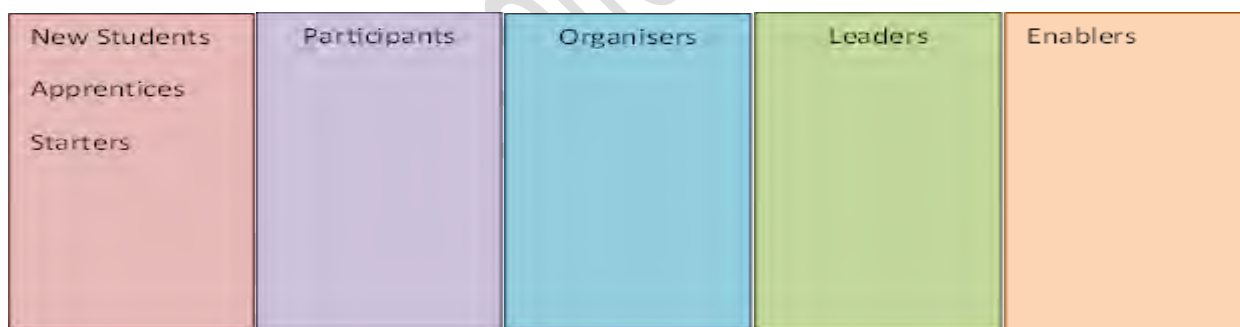 New Students
Apprentices
Starters
Participants
Organisers
Leaders
Enablers